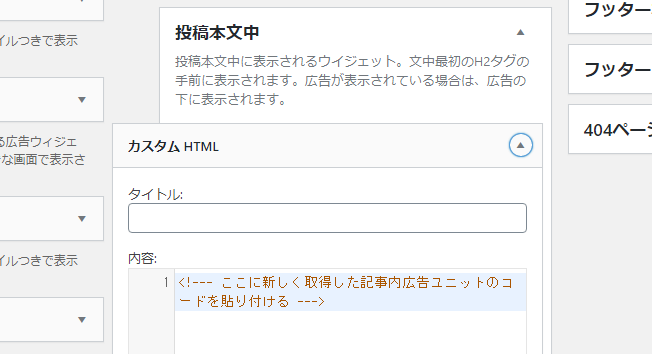 イルつきで表示
る広告ウィジェ
な画面で表示さ
イルつきで表示
投稿本文中
投稿本文中に表示されるウイジェット。文中最初のH2タグの
手前に表示されます。広告が表示されている場合は、広告の
下に表示されます。
カスタム HTML
タイトル:
内容:
1 <!--- ここに新しく取得した記事内広告ユニットのコ
ードを貼り付ける --->
フッター
フッター
404ペー